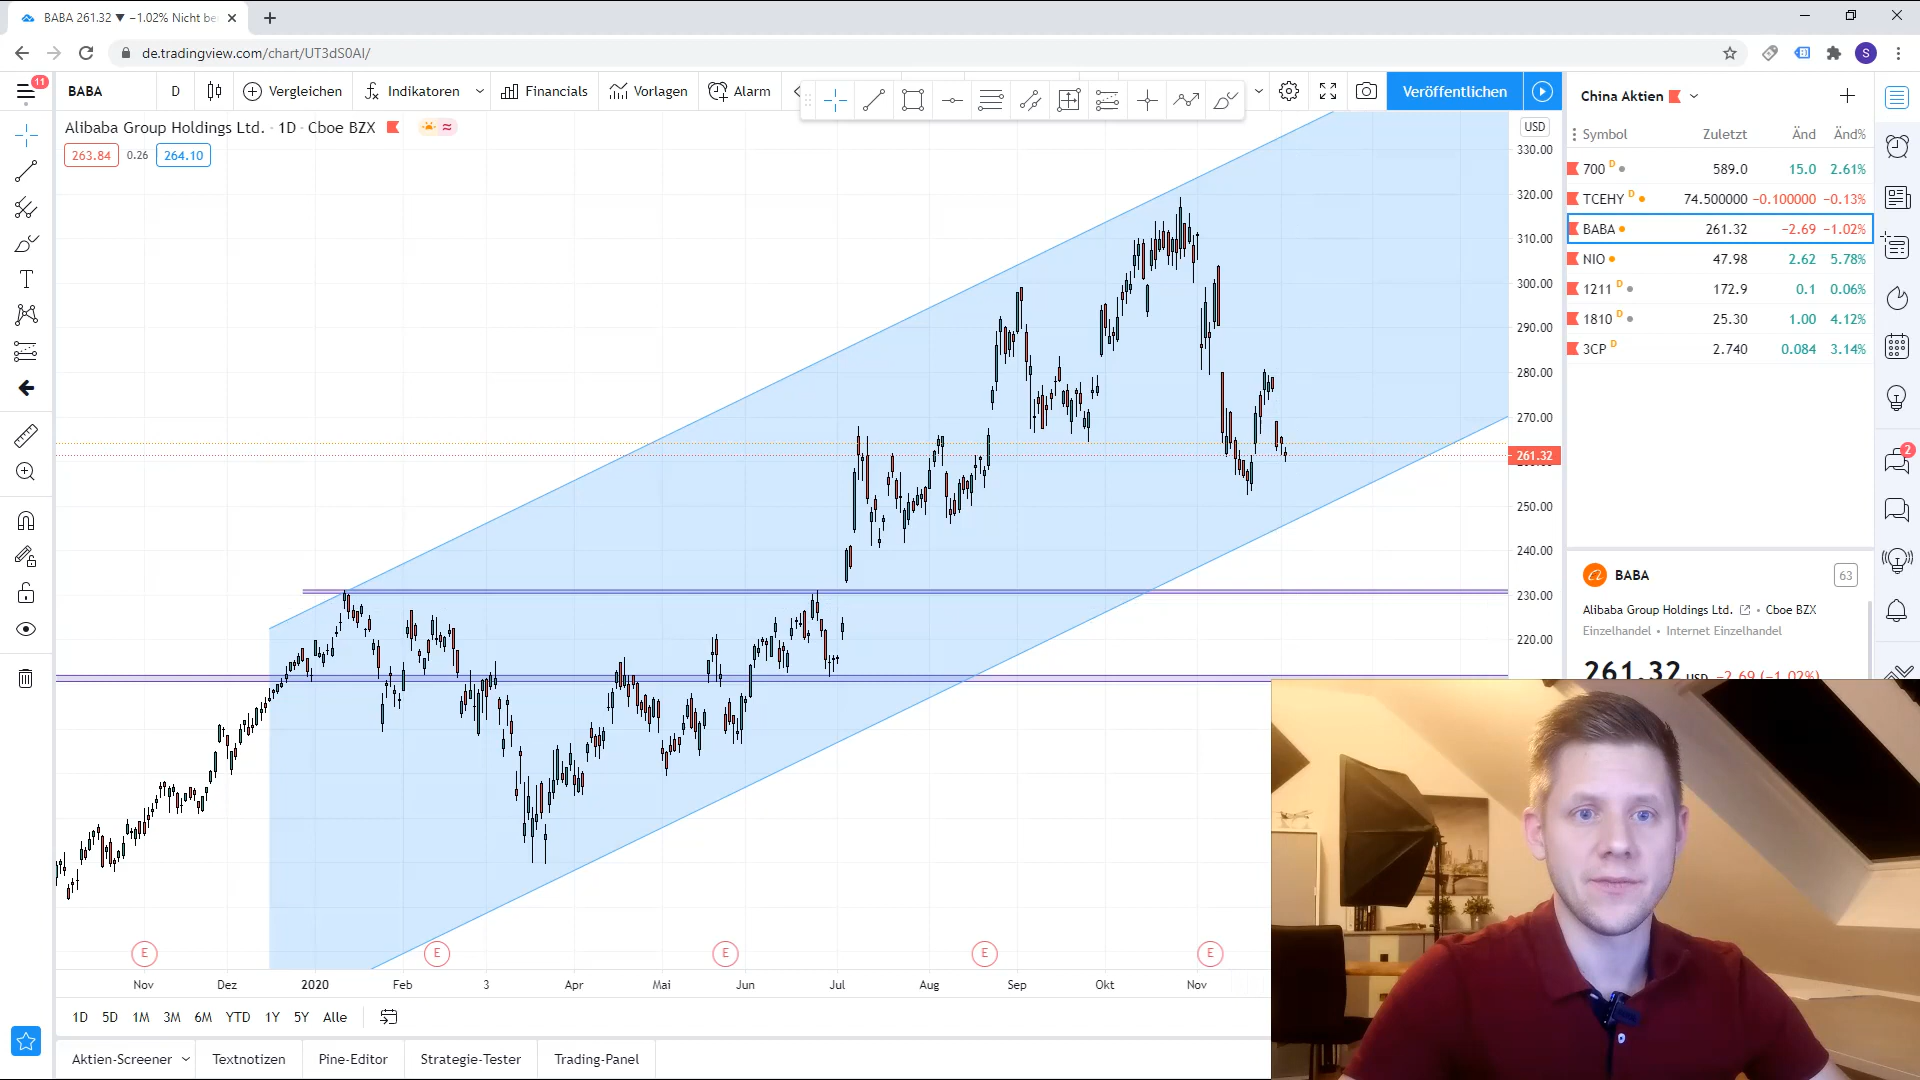 BABA 261.32 ▼ −1.02% Nicht be
de.tradingview.com/chart/UT3dS0AI/
S
11
BABA
D
Vergleichen
Indikatoren
Financials
Vorlagen
Alarm
Veröffentlichen
China Aktien
Alibaba Group Holdings Ltd. · 1D · Cboe BZX
263.84
0.26
264.10
USD
330.00
320.00
310.00
300.00
290.00
280.00
270.00
261.32
250.00
240.00
230.00
220.00
Symbol Zuletzt Änd Änd%
700 D 589.0 15.0 2.61%
TCEHY D 74.500000 −0.100000 −0.13%
BABA 261.32 −2.69 −1.02%
NIO 47.98 2.62 5.78%
1211 D 172.9 0.1 0.06%
1810 D 25.30 1.00 4.12%
3CP D 2.740 0.084 3.14%
2
BABA
63
Alibaba Group Holdings Ltd. • Cboe BZX
Einzelhandel • Internet Einzelhandel
261.32 USD −2.69 (−1.02%)
E E E E E
Nov Dez 2020 Feb 3 Apr Mai Jun Jul Aug Sep Okt Nov
1D 5D 1M 3M 6M YTD 1Y 5Y Alle
Aktien-Screener Textnotizen Pine-Editor Strategie-Tester Trading-Panel